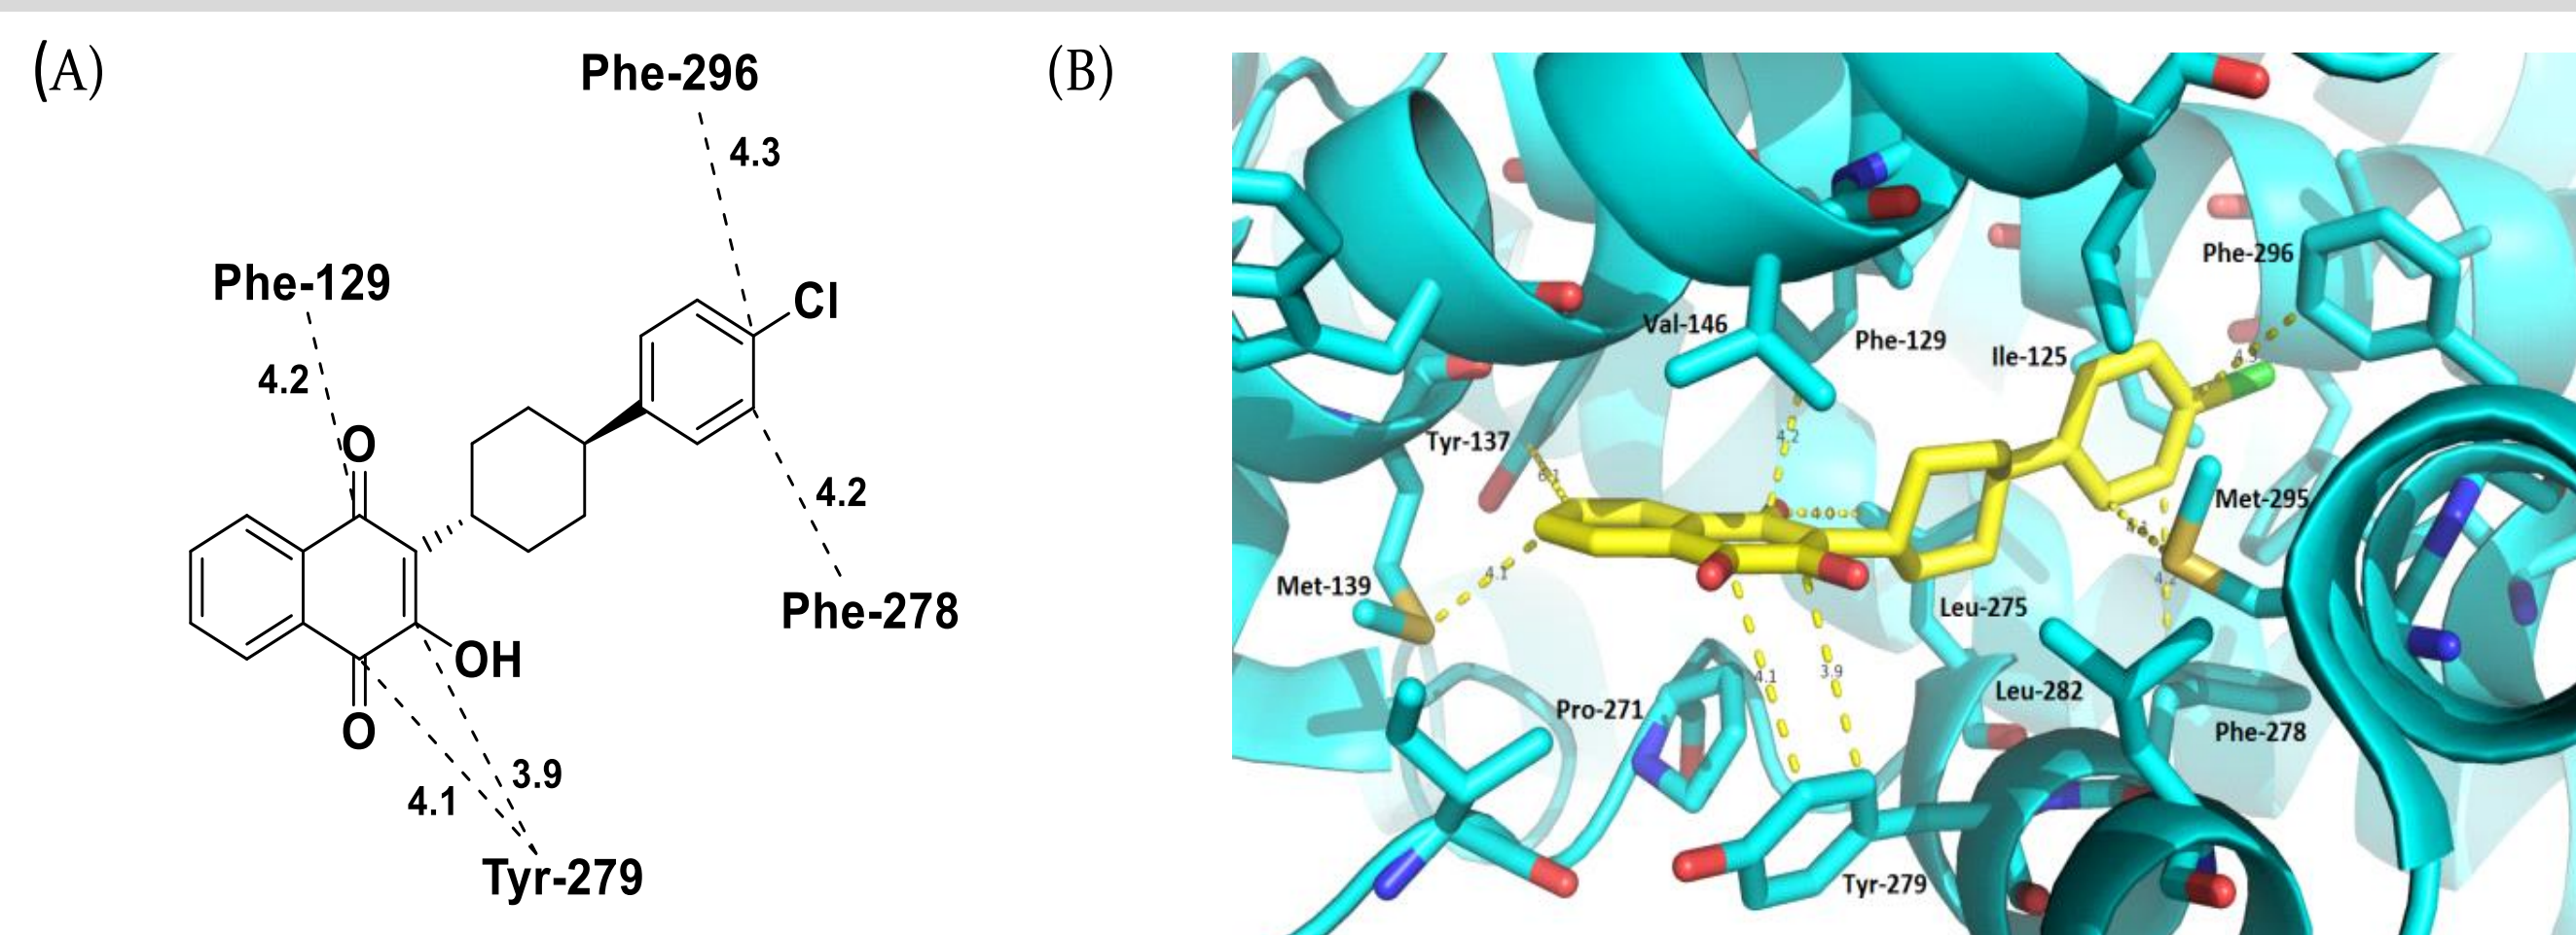 (A)
Phe-296
4.3
Phe-129
4.2
Cl
O
4.2
OH
Phe-278
O
3.9
4.1
Tyr-279
(B)
Phe-296
Val-146
Phe-129
Ile-125
4.2
Tyr-137
Met-295
4.0
4.1
Met-139
Leu-275
4.1
3.9
Leu-282
Pro-271
Phe-278
Tyr-279